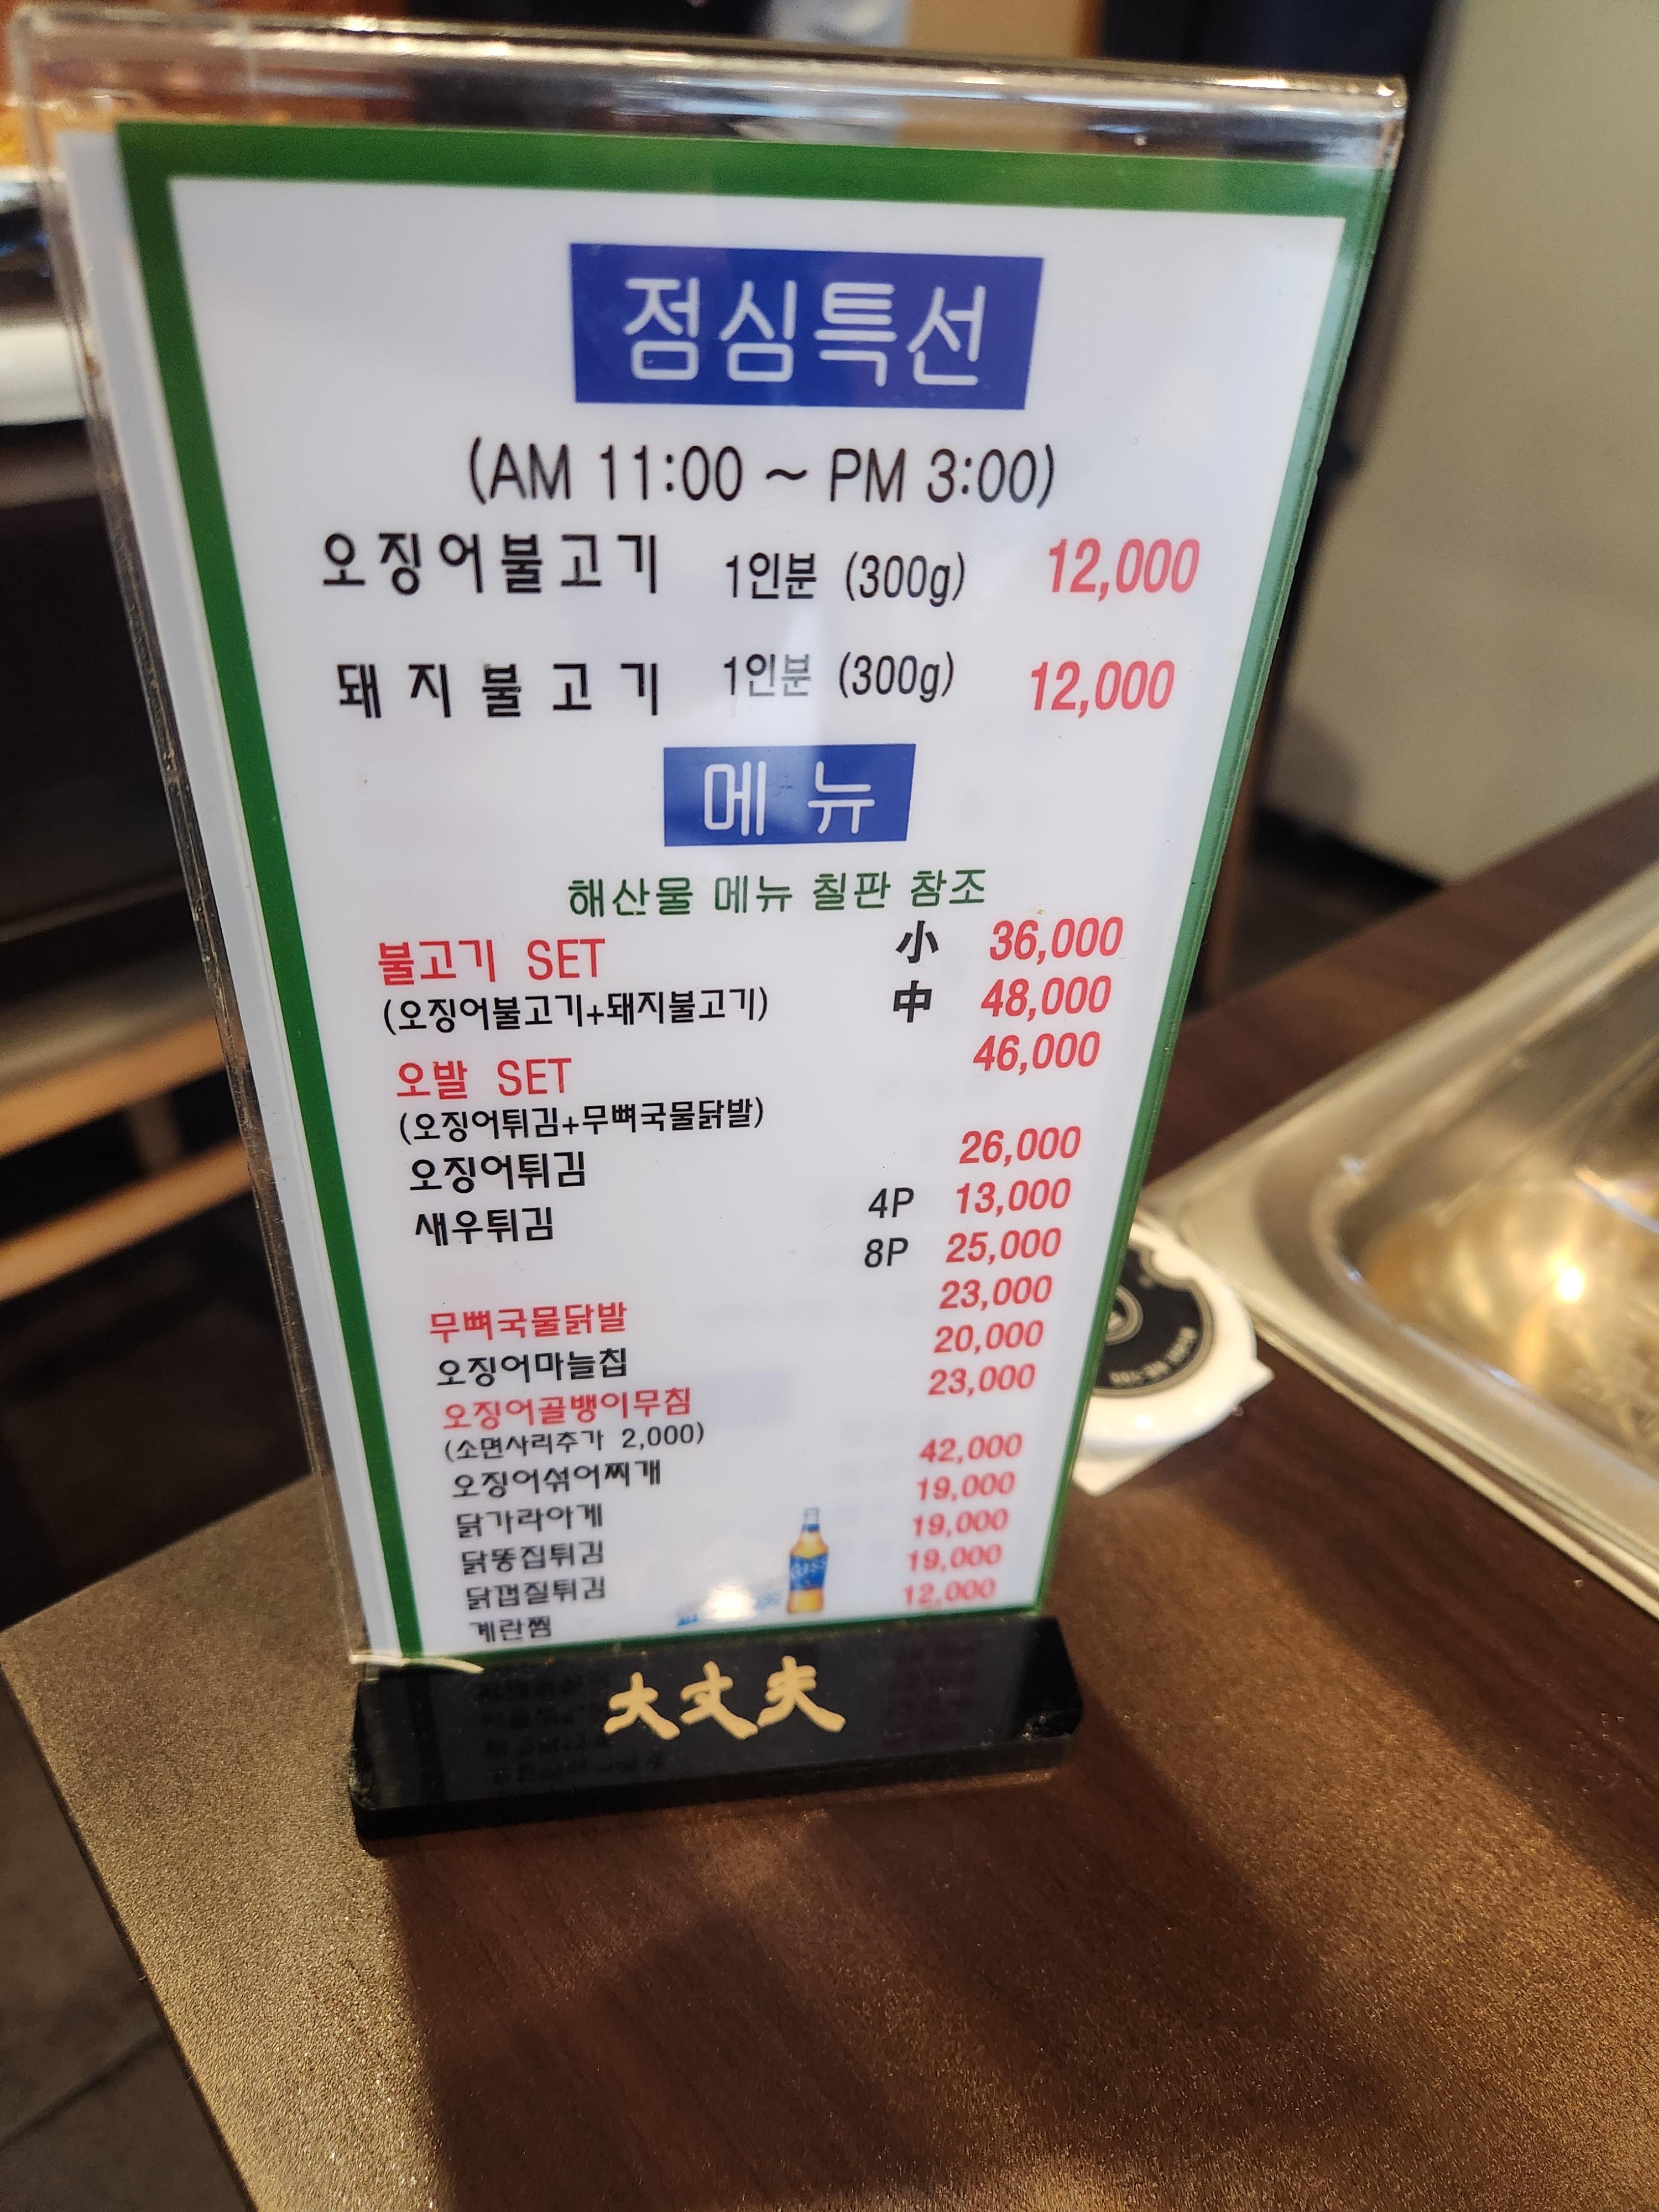 점심특선
(AM 11:00 ~ PM 3:00)
오징어불고기 1인분 (300g) 12,000
돼지불고기 1인분 (300g) 12,000
메뉴
해산물 메뉴 칠판 참조
불고기 SET 小 36,000
(오징어불고기+돼지불고기) 中 48,000
오발 SET 46,000
(오징어튀김+무뼈국물닭발)
오징어튀김 26,000
새우튀김 4P 13,000
8P 25,000
무뼈국물닭발 23,000
오징어마늘칩 20,000
오징어골뱅이무침 23,000
(소면사리추가 2,000)
오징어섞어찌개 42,000
닭가라아게 19,000
닭똥집튀김 19,000
닭껍질튀김 19,000
계란찜 12,000
大丈夫